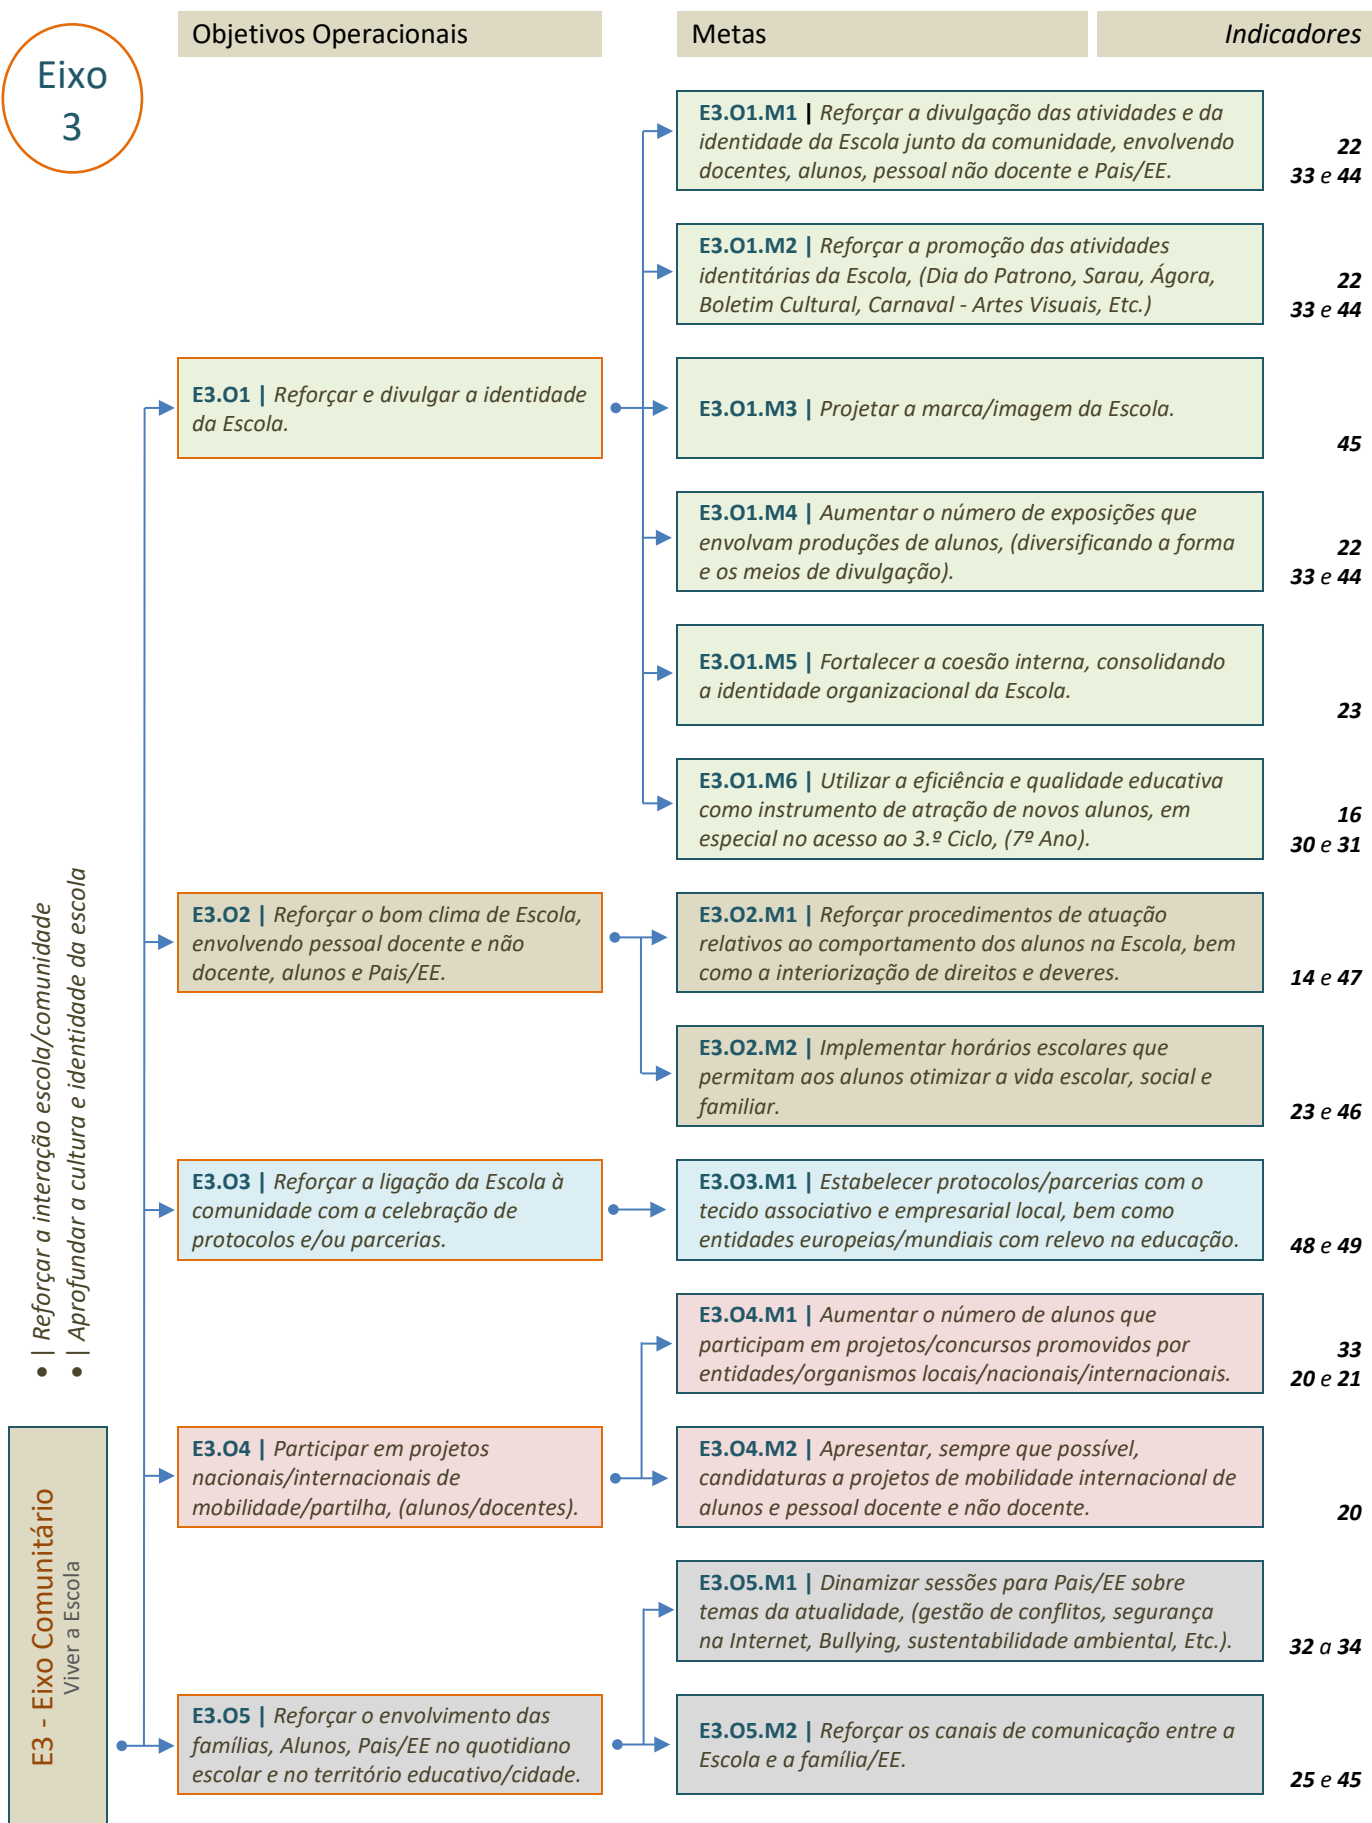 Eixo
3
Objetivos Operacionais
Metas
Indicadores
E3.O1.M1 | Reforçar a divulgação das atividades e da
identidade da Escola junto da comunidade, envolvendo
docentes, alunos, pessoal não docente e Pais/EE.
22
33 e 44
E3.O1.M2 | Reforçar a promoção das atividades
identitárias da Escola, (Dia do Patrono, Sarau, Ágora,
Boletim Cultural, Carnaval - Artes Visuais, Etc.)
22
33 e 44
E3.O1 | Reforçar e divulgar a identidade
da Escola.
E3.O1.M3 | Projetar a marca/imagem da Escola.
45
E3.O1.M4 | Aumentar o número de exposições que
envolvam produções de alunos, (diversificando a forma
e os meios de divulgação).
22
33 e 44
E3.O1.M5 | Fortalecer a coesão interna, consolidando
a identidade organizacional da Escola.
23
E3.O1.M6 | Utilizar a eficiência e qualidade educativa
como instrumento de atração de novos alunos, em
especial no acesso ao 3.º Ciclo, (7º Ano).
16
30 e 31
E3.O2 | Reforçar o bom clima de Escola,
envolvendo pessoal docente e não
docente, alunos e Pais/EE.
E3.O2.M1 | Reforçar procedimentos de atuação
relativos ao comportamento dos alunos na Escola, bem
como a interiorização de direitos e deveres.
14 e 47
E3.O2.M2 | Implementar horários escolares que
permitam aos alunos otimizar a vida escolar, social e
familiar.
23 e 46
E3.O3 | Reforçar a ligação da Escola à
comunidade com a celebração de
protocolos e/ou parcerias.
E3.O3.M1 | Estabelecer protocolos/parcerias com o
tecido associativo e empresarial local, bem como
entidades europeias/mundiais com relevo na educação.
48 e 49
E3.O4.M1 | Aumentar o número de alunos que
participam em projetos/concursos promovidos por
entidades/organismos locais/nacionais/internacionais.
33
20 e 21
E3.O4 | Participar em projetos
nacionais/internacionais de
mobilidade/partilha, (alunos/docentes).
E3.O4.M2 | Apresentar, sempre que possível,
candidaturas a projetos de mobilidade internacional de
alunos e pessoal docente e não docente.
20
E3.O5.M1 | Dinamizar sessões para Pais/EE sobre
temas da atualidade, (gestão de conflitos, segurança
na Internet, Bullying, sustentabilidade ambiental, Etc.).
32 a 34
E3.O5 | Reforçar o envolvimento das
famílias, Alunos, Pais/EE no quotidiano
escolar e no território educativo/cidade.
E3.O5.M2 | Reforçar os canais de comunicação entre a
Escola e a família/EE.
25 e 45
• | Reforçar a interação escola/comunidade
• | Aprofundar a cultura e identidade da escola
E3 - Eixo Comunitário
Viver a Escola